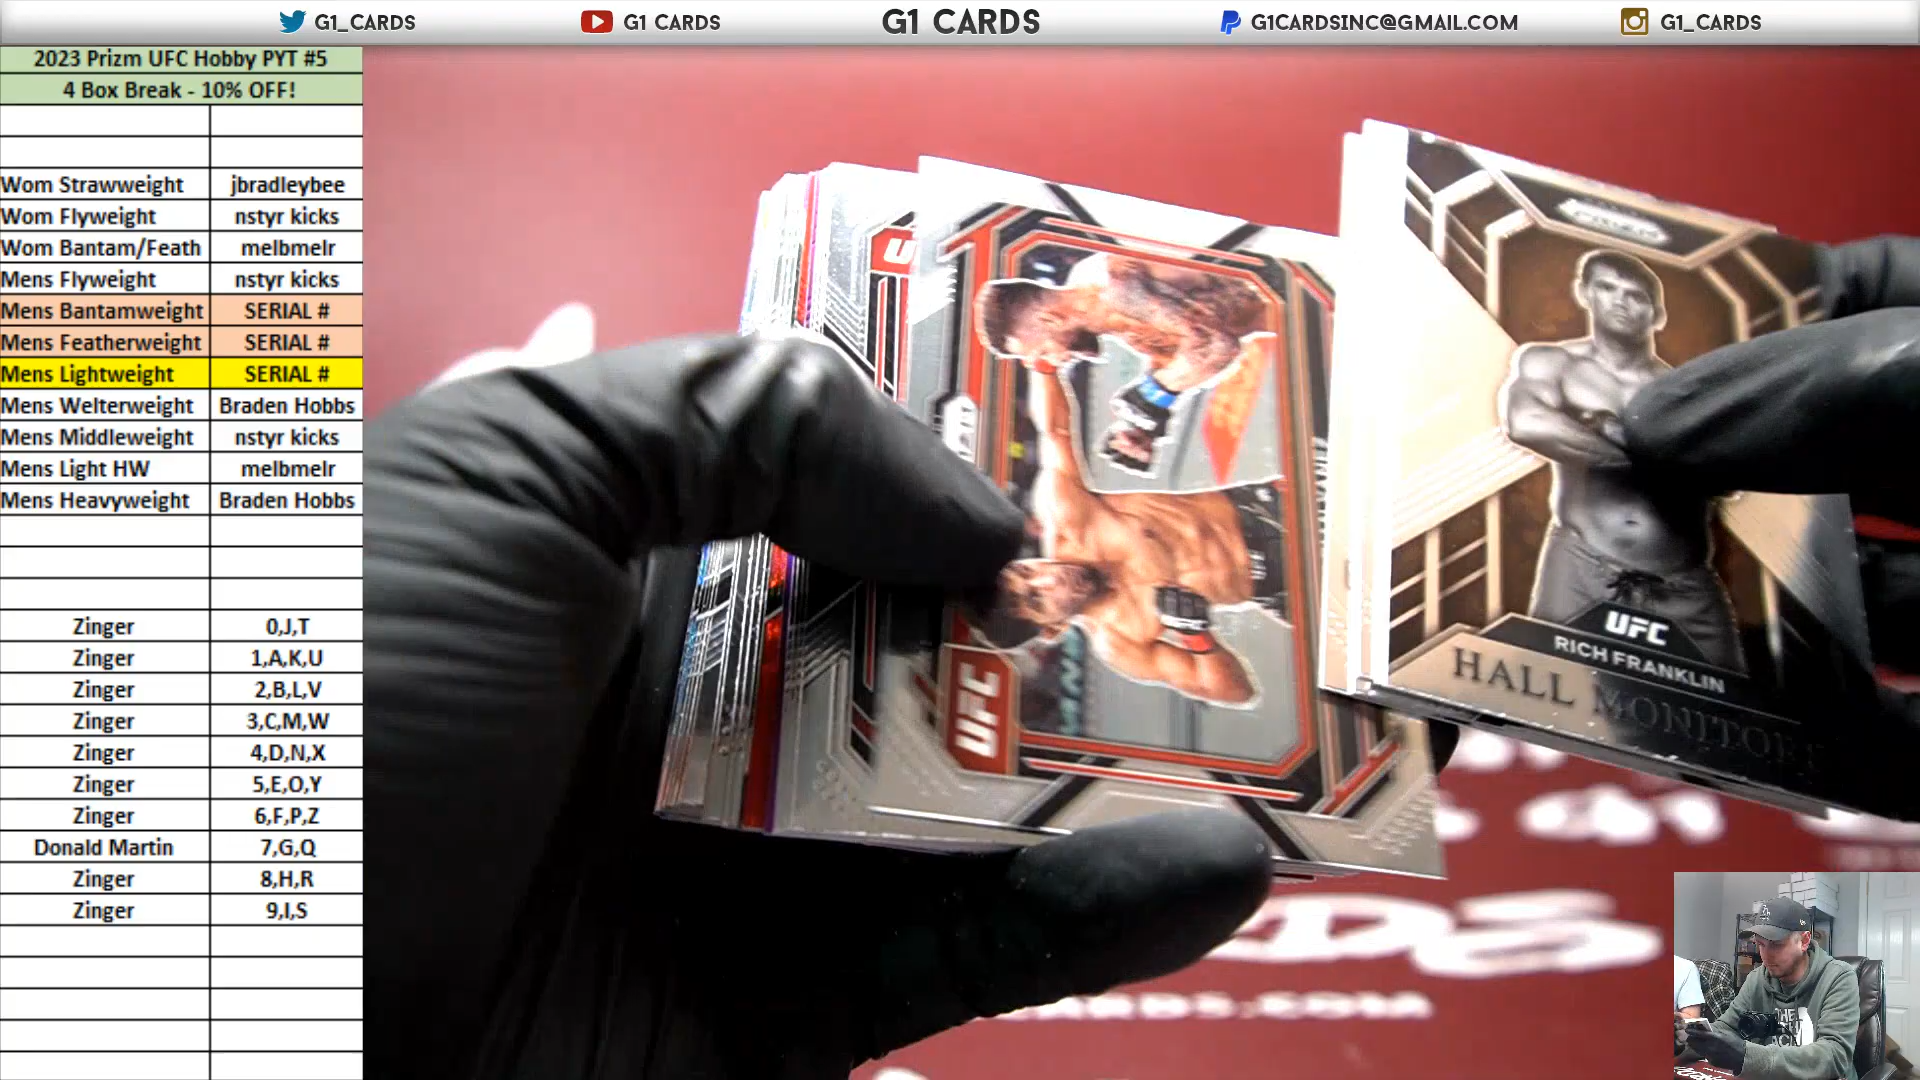 G1_CARDS G1 CARDS G1 CARDS G1CARDSINC@GMAIL.COM G1_CARDS
2023 Prizm UFC Hobby PYT #5
4 Box Break - 10% OFF!
Wom Strawweight jbradleybee
Wom Flyweight nstyr kicks
Wom Bantam/Feath melbmelr
Mens Flyweight nstyr kicks
Mens Bantamweight SERIAL #
Mens Featherweight SERIAL #
Mens Lightweight SERIAL #
Mens Welterweight Braden Hobbs
Mens Middleweight nstyr kicks
Mens Light HW melbmelr
Mens Heavyweight Braden Hobbs
Zinger 0,J,T
Zinger 1,A,K,U
Zinger 2,B,L,V
Zinger 3,C,M,W
Zinger 4,D,N,X
Zinger 5,E,O,Y
Zinger 6,F,P,Z
Donald Martin 7,G,Q
Zinger 8,H,R
Zinger 9,I,S
UFC
PRIZM
UFC
RICH FRANKLIN
HALL MONITORS